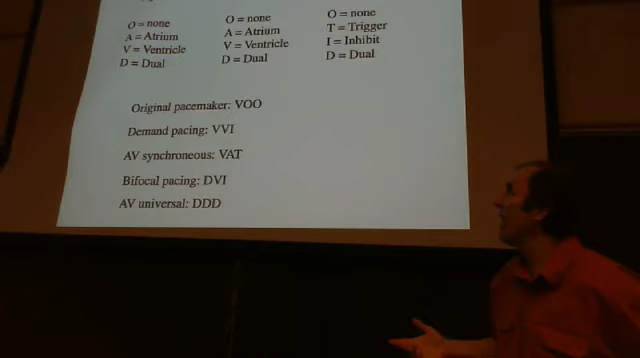 O = none O = none O = none
A = Atrium A = Atrium T = Trigger
V = Ventricle V = Ventricle I = Inhibit
D = Dual D = Dual D = Dual
Original pacemaker: VOO
Demand pacing: VVI
AV synchroneous: VAT
Bifocal pacing: DVI
AV universal: DDD